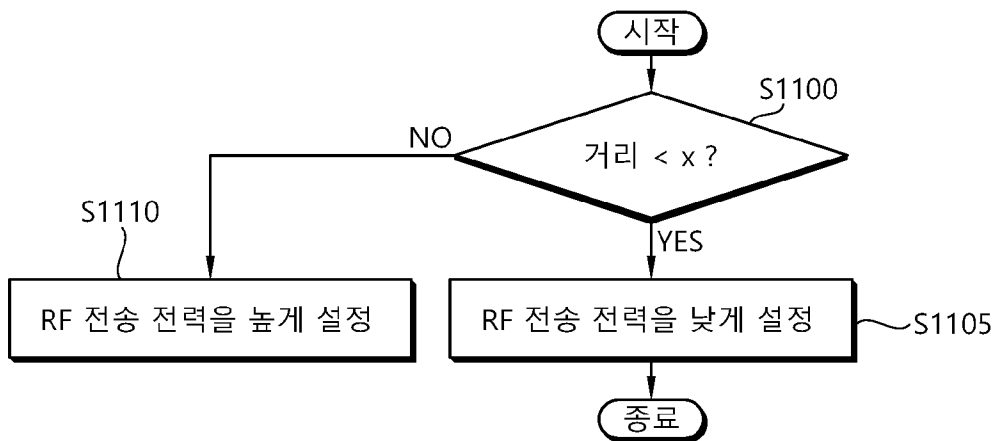 시작
S1100
거리 < x ?
NO
YES
S1110
RF 전송 전력을 높게 설정
RF 전송 전력을 낮게 설정
S1105
종료